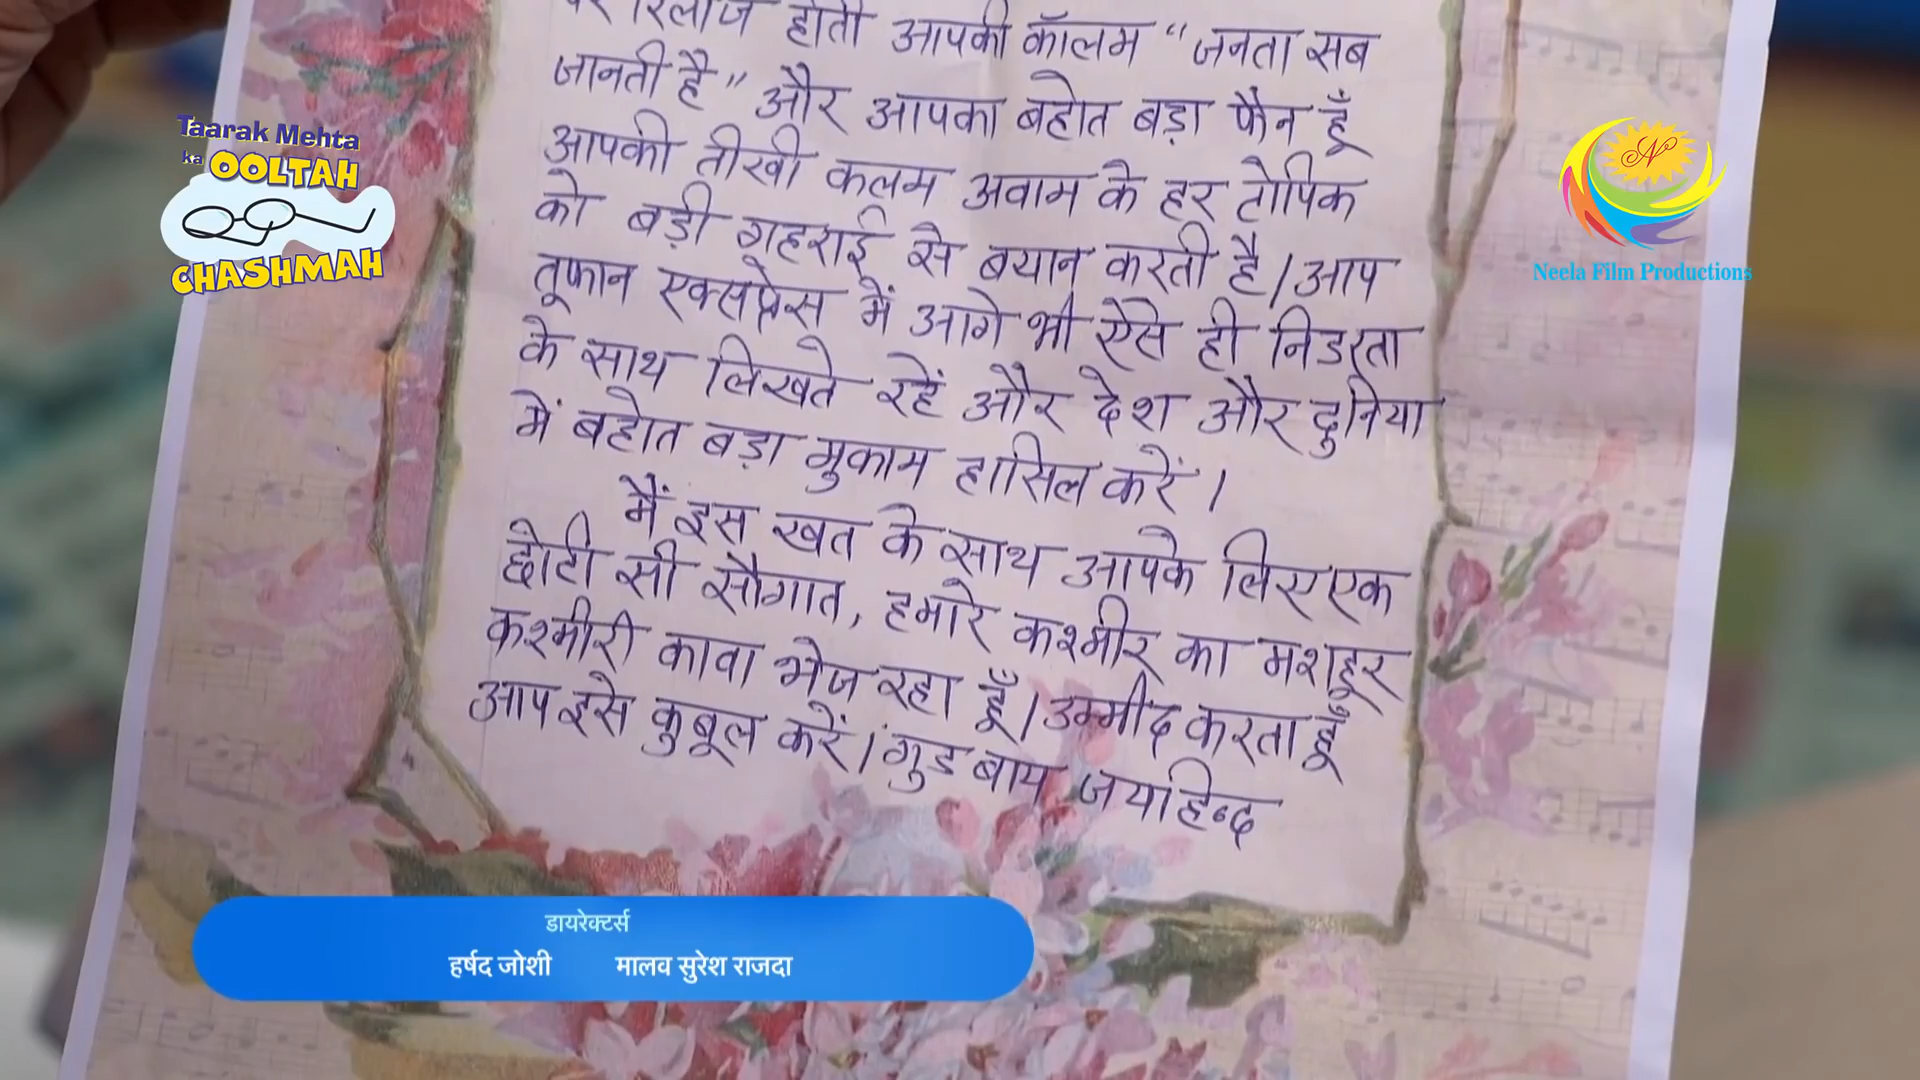 पर रिलीज होती आपकी कॉलम "जनता सब
जानती है" और आपका बहोत बड़ा फैन हूँ
आपकी तीखी कलम अवाम के हर टोपिक
को बड़ी गहराई से बयान करती है। आप
तूफान एक्सप्रेस में आगे भी ऐसे ही निडरता
के साथ लिखते रहें और देश और दुनिया
में बहोत बड़ा मुकाम हासिल करें।
मैं इस खत के साथ आपके लिए एक
छोटी सी सौगात, हमारे कश्मीर का मशहूर
कश्मीरी कावा भेज रहा हूँ। उम्मीद करता हूँ
आप इसे कुबूल करें। गुड बाय जयहिन्द
Taarak Mehta
ka OOLTAH
CHASHMAH
N
Neela Film Productions
डायरेक्टर्स
हर्षद जोशी मालव सुरेश राजदा